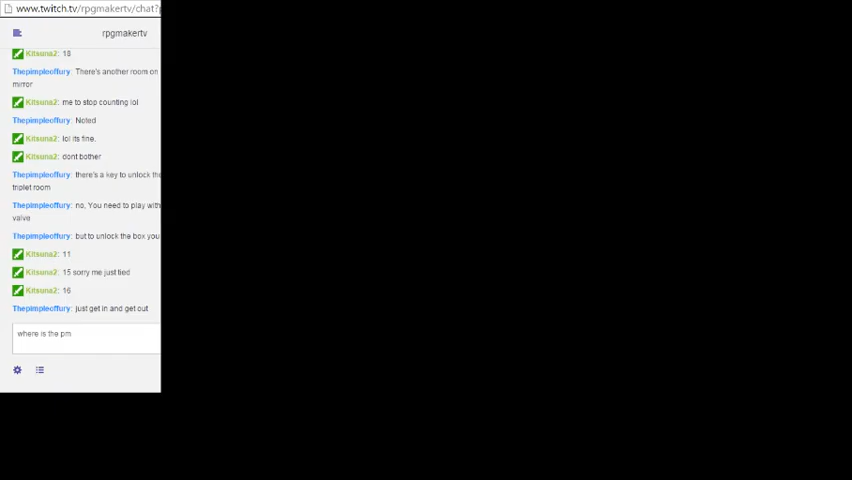 www.twitch.tv/rpgmakertv/chat?
rpgmakertv
Kitsuna2: 18
Thepimpleoffury: There's another room on
mirror
Kitsuna2: me to stop counting lol
Thepimpleoffury: Noted
Kitsuna2: lol its fine.
Kitsuna2: dont bother
Thepimpleoffury: there's a key to unlock the
triplet room
Thepimpleoffury: no, You need to play with
valve
Thepimpleoffury: but to unlock the box you
Kitsuna2: 11
Kitsuna2: 15 sorry me just tied
Kitsuna2: 16
Thepimpleoffury: just get in and get out
where is the pm